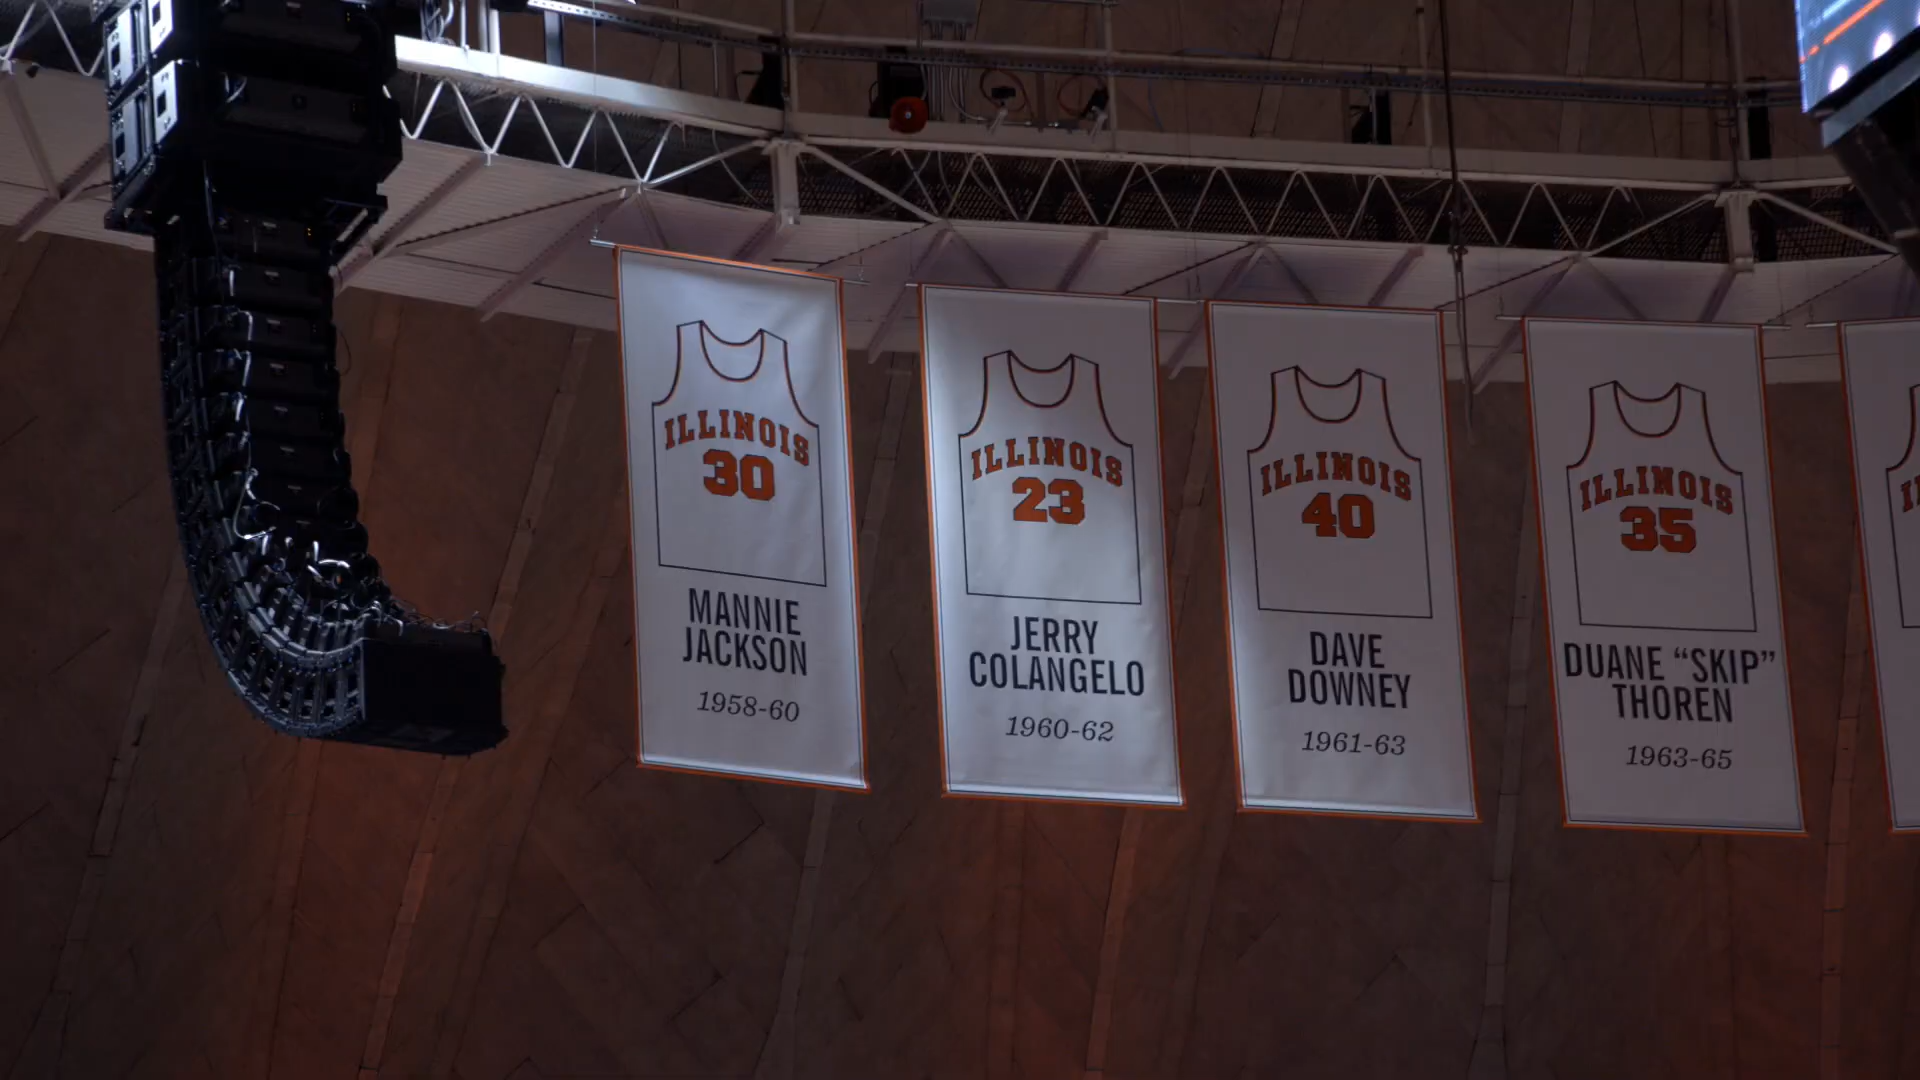 ILLINOIS
30
MANNIE
JACKSON
1958-60
ILLINOIS
23
JERRY
COLANGELO
1960-62
ILLINOIS
40
DAVE
DOWNEY
1961-63
ILLINOIS
35
DUANE “SKIP”
THOREN
1963-65